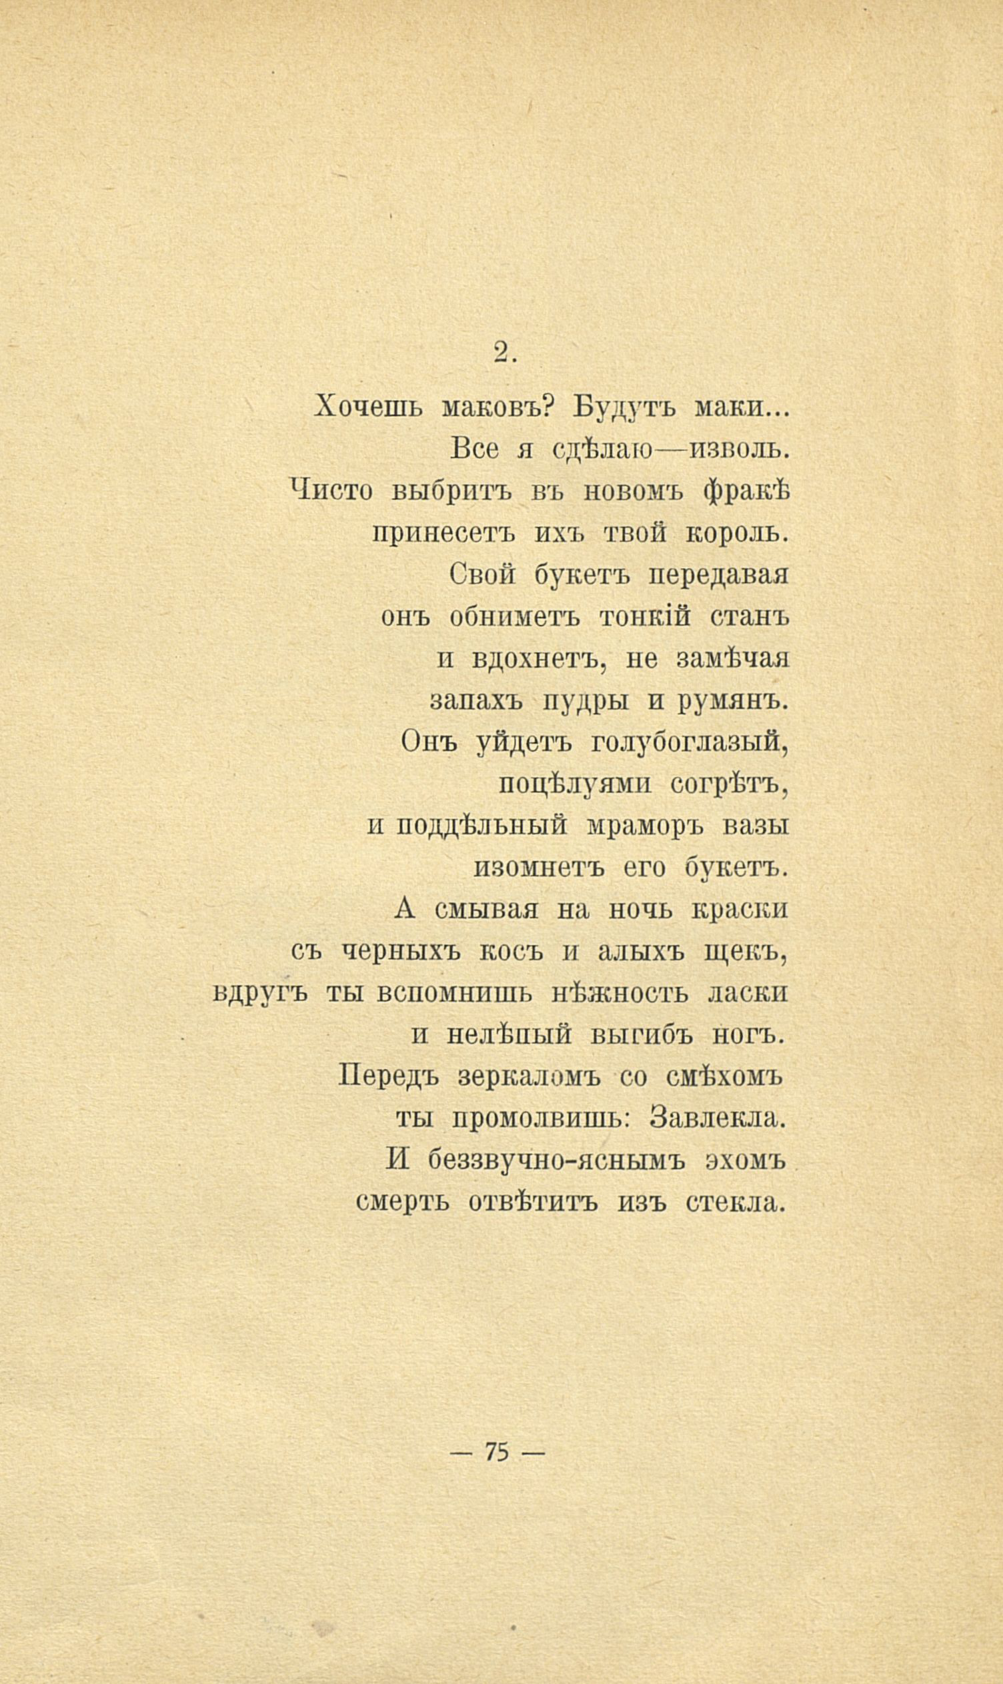 2.
Хочешь маковъ? Будутъ маки...
Все я сдѣлаю—изволь.
Чисто выбритъ въ новомъ фракѣ
принесетъ ихъ твой король.
Свой букетъ передавая
онъ обниметъ тонкій станъ
и вдохнетъ, не замѣчая
запахъ пудры и румянъ.
Онъ уйдетъ голубоглазый,
поцѣлуями согрѣтъ,
и поддѣльный мраморъ вазы
изомнетъ его букетъ.
А смывая на ночь краски
съ черныхъ косъ и алыхъ щекъ,
вдругъ ты вспомнишь нѣжность ласки
и нелѣпый выгибъ ногъ.
Передъ зеркаломъ со смѣхомъ
ты промолвишь: Завлекла.
И беззвучно-яснымъ эхомъ
смерть отвѣтитъ изъ стекла.
— 75 —